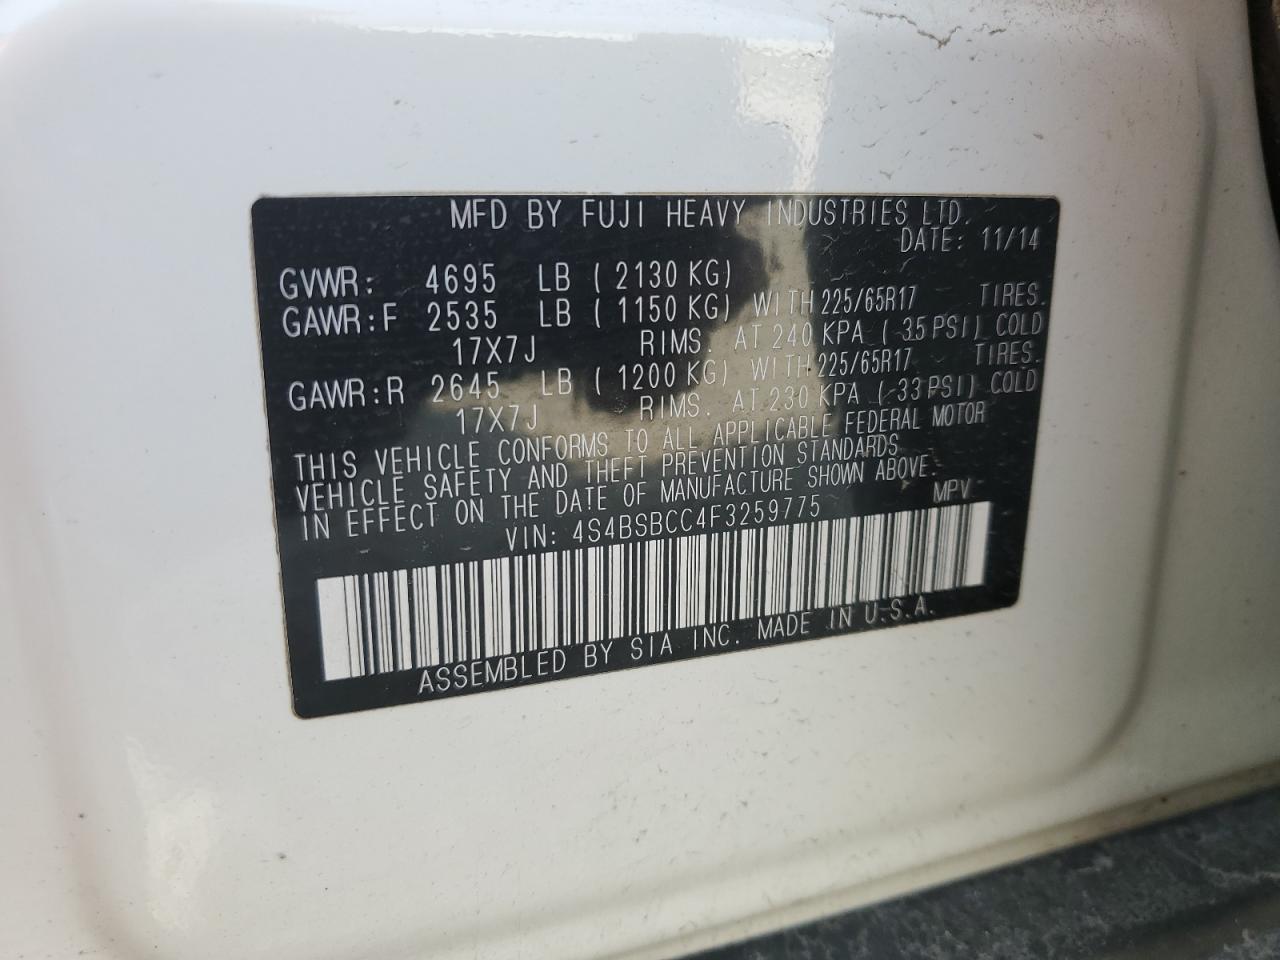 MFD BY FUJI HEAVY INDUSTRIES LTD.
DATE: 11/14
GVWR: 4695 LB (2130 KG)
GAWR:F 2535 LB (1150 KG) WITH 225/65R17 TIRES.
17X7J RIMS. AT 240 KPA (35 PSI) COLD
GAWR:R 2645 LB (1200 KG) WITH 225/65R17 TIRES.
17X7J RIMS. AT 230 KPA (33 PSI) COLD
THIS VEHICLE CONFORMS TO ALL APPLICABLE FEDERAL MOTOR
VEHICLE SAFETY AND THEFT PREVENTION STANDARDS
IN EFFECT ON THE DATE OF MANUFACTURE SHOWN ABOVE.
VIN: 4S4BSBCC4F3259775 MPV
ASSEMBLED BY SIA INC. MADE IN U.S.A.